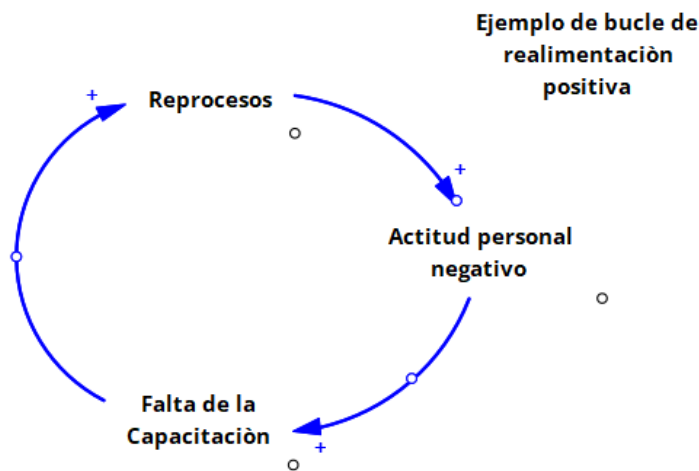 Ejemplo de bucle de
realimentaciòn
positiva
+
Reprocesos
+
Actitud personal
negativo
Falta de la
Capacitaciòn
+